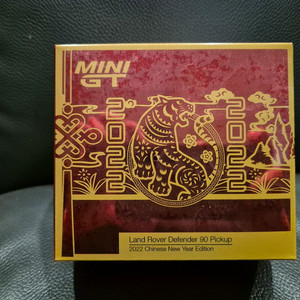 MINI
GT
2022
2022
Land Rover Defender 90 Pickup
2022 Chinese New Year Edition